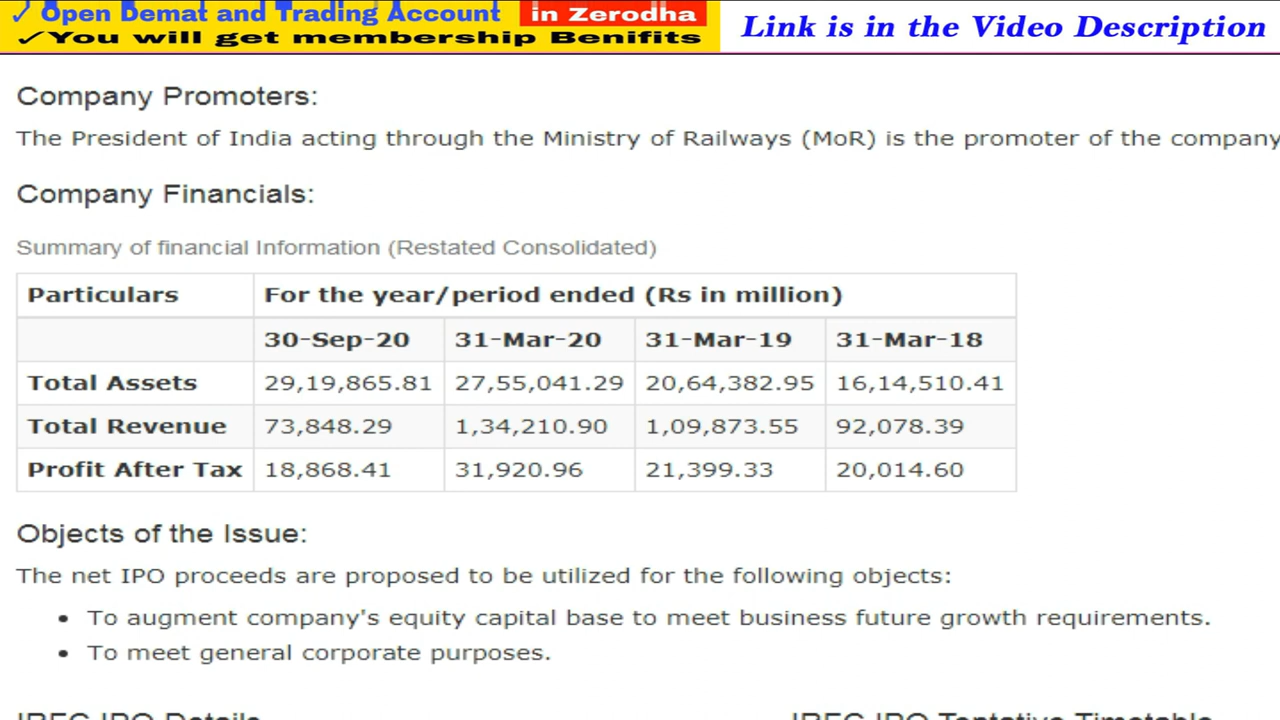 ✓ Open Demat and Trading Account in Zerodha
✓You will get membership Benifits
Link is in the Video Description
Company Promoters:
The President of India acting through the Ministry of Railways (MoR) is the promoter of the company
Company Financials:
Summary of financial Information (Restated Consolidated)
Particulars For the year/period ended (Rs in million)
30-Sep-20 31-Mar-20 31-Mar-19 31-Mar-18
Total Assets 29,19,865.81 27,55,041.29 20,64,382.95 16,14,510.41
Total Revenue 73,848.29 1,34,210.90 1,09,873.55 92,078.39
Profit After Tax 18,868.41 31,920.96 21,399.33 20,014.60
Objects of the Issue:
The net IPO proceeds are proposed to be utilized for the following objects:
• To augment company's equity capital base to meet business future growth requirements.
• To meet general corporate purposes.
IRFC IPO Details IRFC IPO Tentative Timetable